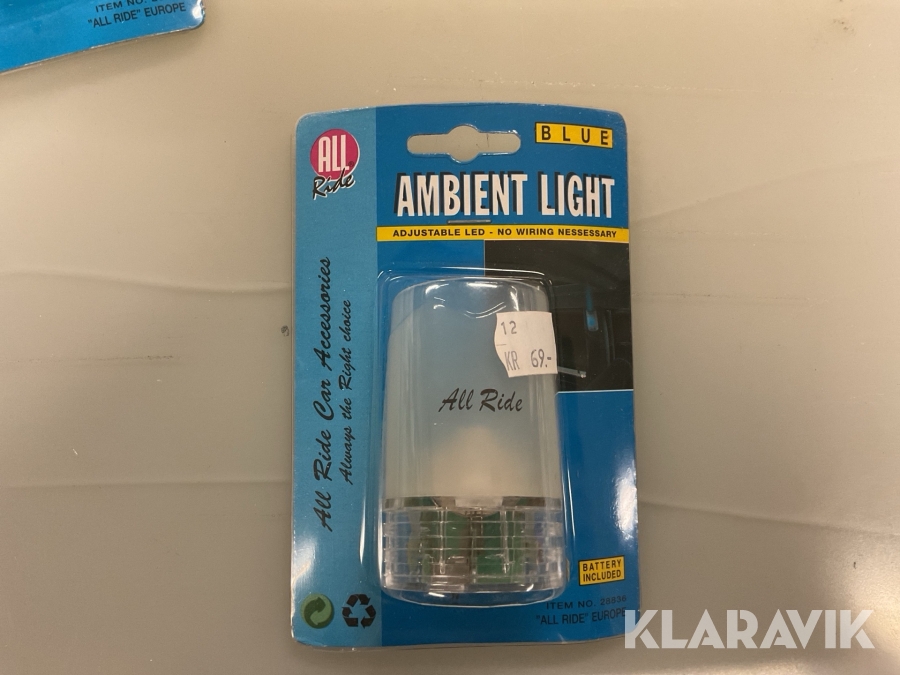 ITEM NO.
"ALL RIDE" EUROPE
ALL
Ride
BLUE
AMBIENT LIGHT
ADJUSTABLE LED - NO WIRING NESSESSARY
All Ride Car Accessories
Always the Right choice
12
KR 69.-
All Ride
BATTERY
INCLUDED
ITEM NO. 28836
"ALL RIDE" EUROPE
KLARAVIK